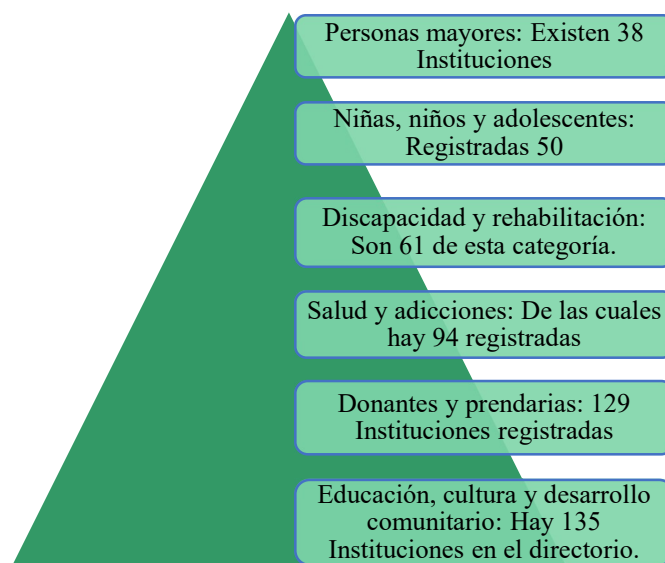 Personas mayores: Existen 38
Instituciones
Niñas, niños y adolescentes:
Registradas 50
Discapacidad y rehabilitación:
Son 61 de esta categoría.
Salud y adicciones: De las cuales
hay 94 registradas
Donantes y prendarias: 129
Instituciones registradas
Educación, cultura y desarrollo
comunitario: Hay 135
Instituciones en el directorio.